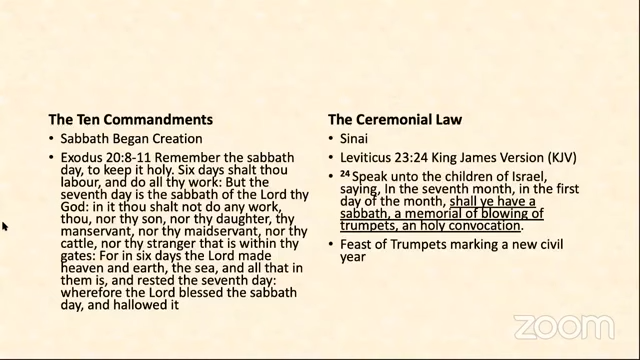 The Ten Commandments
• Sabbath Began Creation
• Exodus 20:8-11 Remember the sabbath
day, to keep it holy. Six days shalt thou
labour, and do all thy work: But the
seventh day is the sabbath of the Lord thy
God: in it thou shalt not do any work,
thou, nor thy son, nor thy daughter, thy
manservant, nor thy maidservant, nor thy
cattle, nor thy stranger that is within thy
gates: For in six days the Lord made
heaven and earth, the sea, and all that in
them is, and rested the seventh day:
wherefore the Lord blessed the sabbath
day, and hallowed it
The Ceremonial Law
• Sinai
• Leviticus 23:24 King James Version (KJV)
• 24 Speak unto the children of Israel,
saying, In the seventh month, in the first
day of the month, shall ye have a
sabbath, a memorial of blowing of
trumpets, an holy convocation.
• Feast of Trumpets marking a new civil
year
zoom